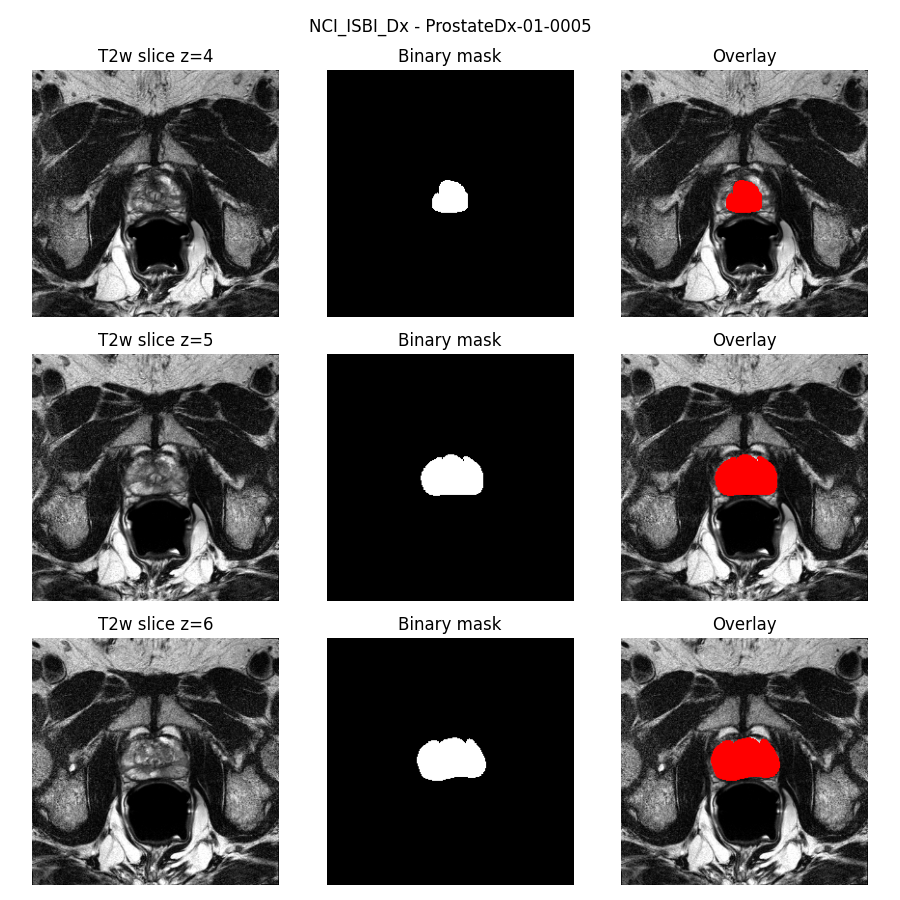 NCI_ISBI_Dx - ProstateDx-01-0005
T2w slice z=4
Binary mask
Overlay
T2w slice z=5
Binary mask
Overlay
T2w slice z=6
Binary mask
Overlay